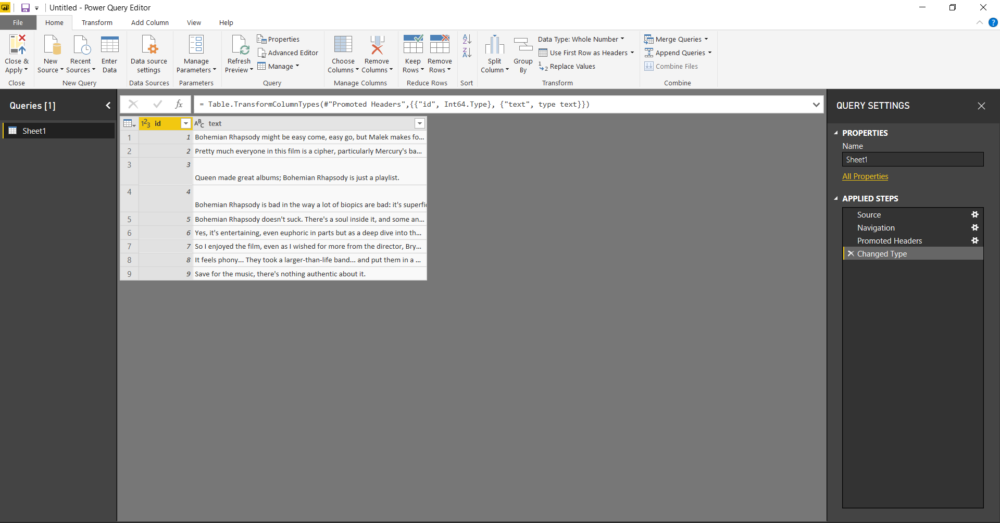 Untitled - Power Query Editor
File Home Transform Add Column View Help
Close & Apply
New Source
Recent Sources
Enter Data
Data source settings
Manage Parameters
Refresh Preview
Properties
Advanced Editor
Manage
Choose Columns
Remove Columns
Keep Rows
Remove Rows
Split Column
Group By
Data Type: Whole Number
Use First Row as Headers
Replace Values
Merge Queries
Append Queries
Combine Files
Close New Query Data Sources Parameters Query Manage Columns Reduce Rows Sort Transform Combine
Queries [1]
Sheet1
fx = Table.TransformColumnTypes(#"Promoted Headers",{{"id", Int64.Type}, {"text", type text}})
123 id ABC text
1 1 Bohemian Rhapsody might be easy come, easy go, but Malek makes fo...
2 2 Pretty much everyone in this film is a cipher, particularly Mercury's ba...
3 3
Queen made great albums; Bohemian Rhapsody is just a playlist.
4 4
Bohemian Rhapsody is bad in the way a lot of biopics are bad: it's superfi
5 5 Bohemian Rhapsody doesn't suck. There's a soul inside it, and some an...
6 6 Yes, it's entertaining, even euphoric in parts but as a deep dive into th...
7 7 So I enjoyed the film, even as I wished for more from the director, Bry...
8 8 It feels phony... They took a larger-than-life band... and put them in a ...
9 9 Save for the music, there's nothing authentic about it.
QUERY SETTINGS
PROPERTIES
Name
Sheet1
All Properties
APPLIED STEPS
Source
Navigation
Promoted Headers
Changed Type